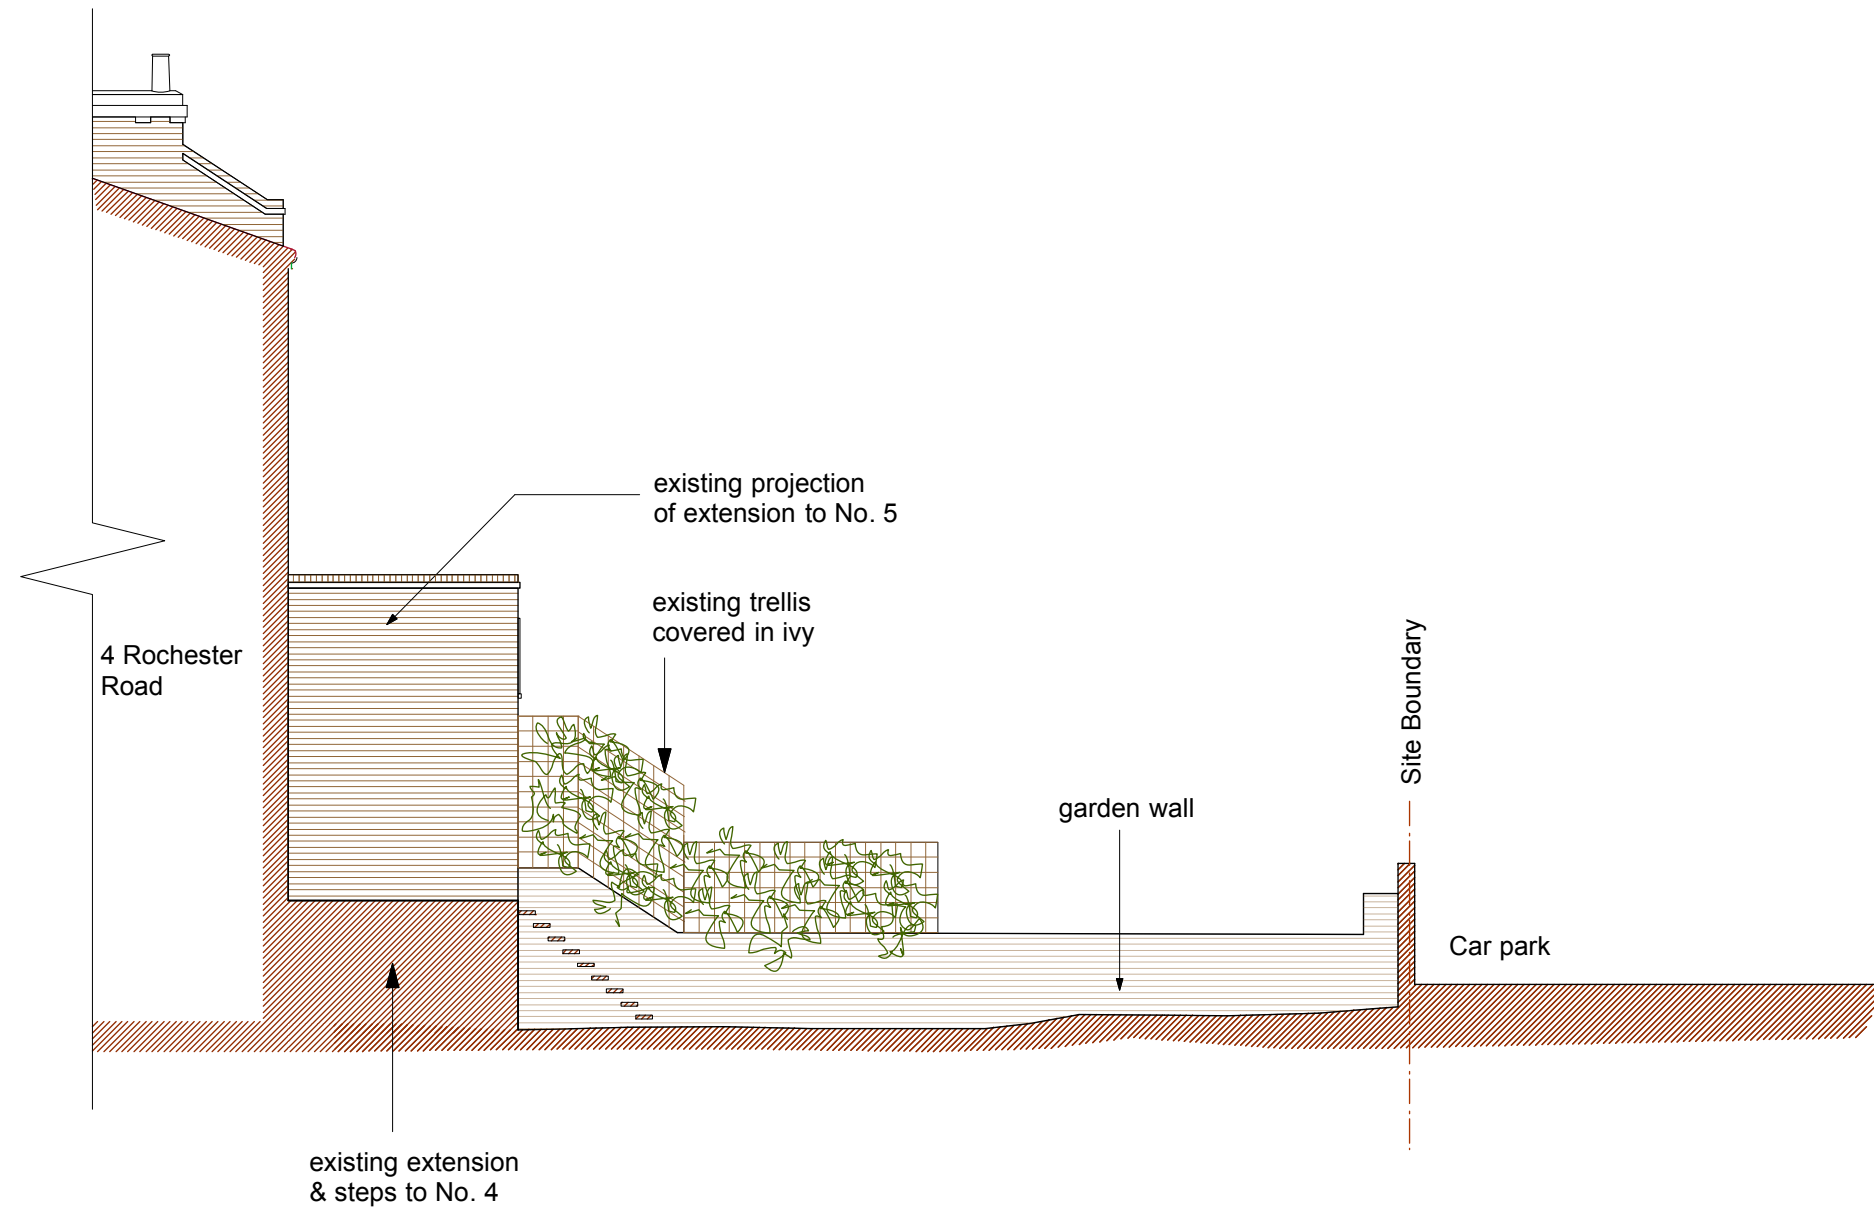 existing projection
of extension to No. 5
existing trellis
covered in ivy
4 Rochester
Road
Site Boundary
garden wall
Car park
existing extension
& steps to No. 4